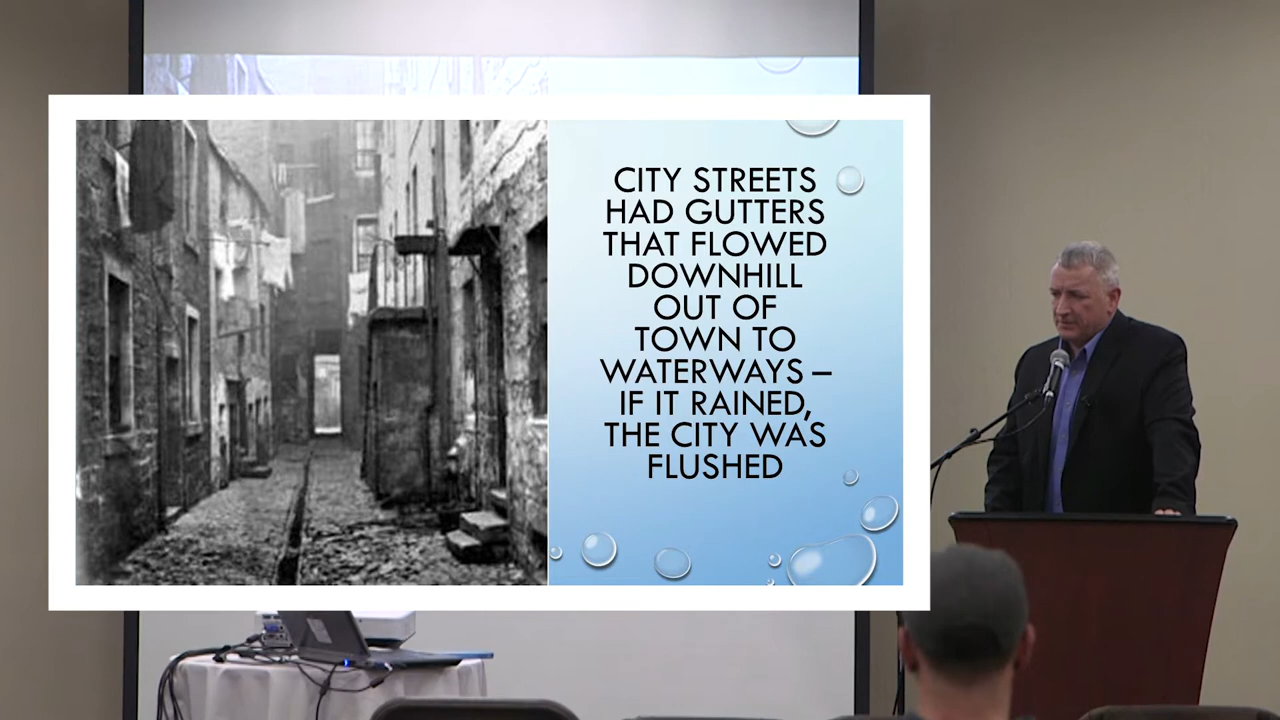 CITY STREETS
HAD GUTTERS
THAT FLOWED
DOWNHILL
OUT OF
TOWN TO
WATERWAYS –
IF IT RAINED,
THE CITY WAS
FLUSHED